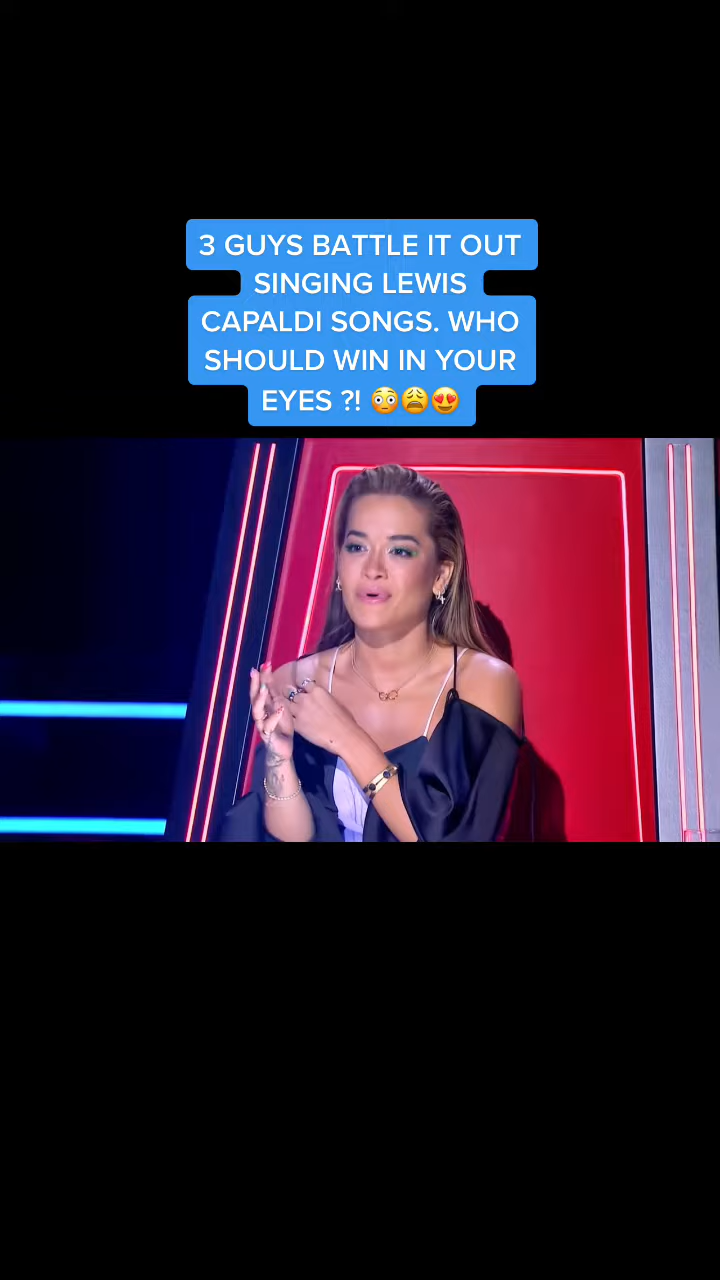 3 GUYS BATTLE IT OUT
SINGING LEWIS
CAPALDI SONGS. WHO
SHOULD WIN IN YOUR
EYES ?! 😳😩😍